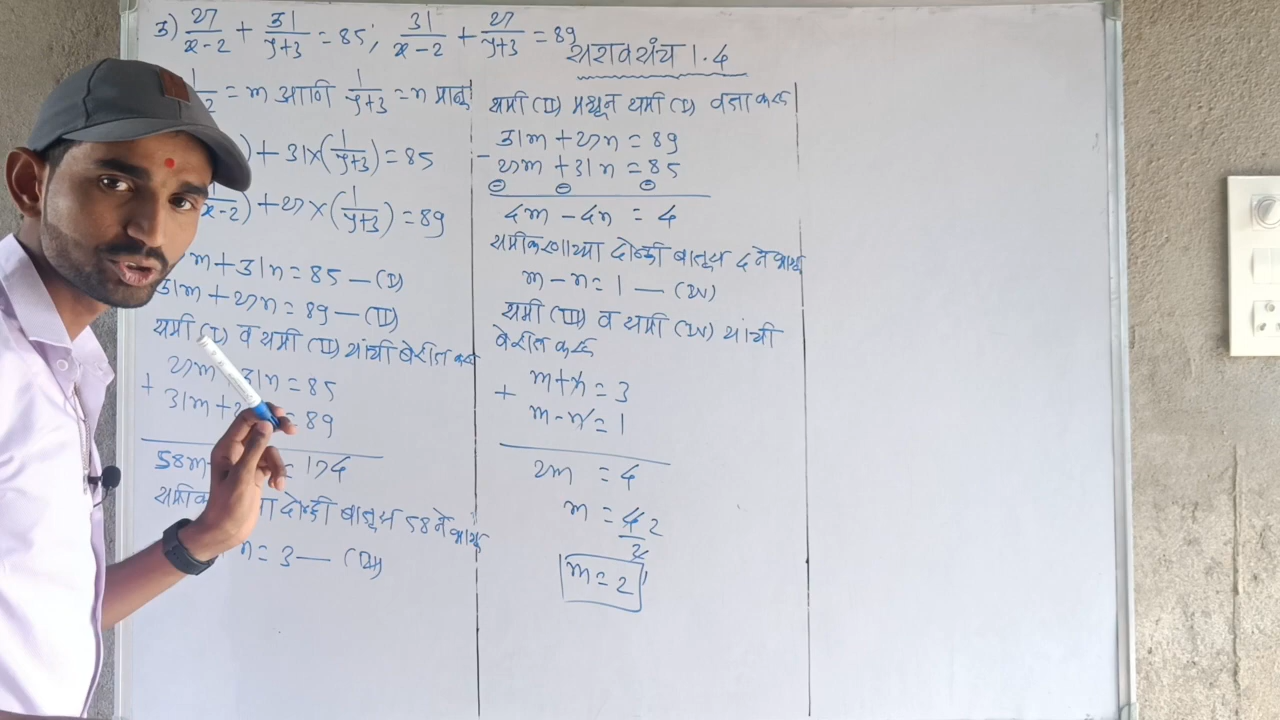 3) 27/x-2 + 31/y+3 = 85; 31/x-2 + 27/y+3 = 89
सरावसंच 1.4
= m आणि 1/y+3 = n मानू
) + 31 × (1/y+3) = 85
x-2) + 27 × (1/y+3) = 89
m + 31n = 85 — (I)
31m + 27n = 89 — (II)
समी (I) व समी (II) यांची बेरीज करू
27m 31n = 85
+ 31m + 2 = 89
58m = 174
दोन्ही बाजूस 58 ने भागू
n = 3 — (III)
समी (II) मधून समी (I) वजा करू
31m + 27n = 89
- 27m + 31n = 85
⊖ ⊖ ⊖
4m - 4n = 4
समीकरणाच्या दोन्ही बाजूस 4 ने भागू
m - n = 1 — (IV)
समी (III) व समी (IV) यांची
बेरीज करू
m + n = 3
+ m - n = 1
2m = 4
m = 4/2 2
m = 2